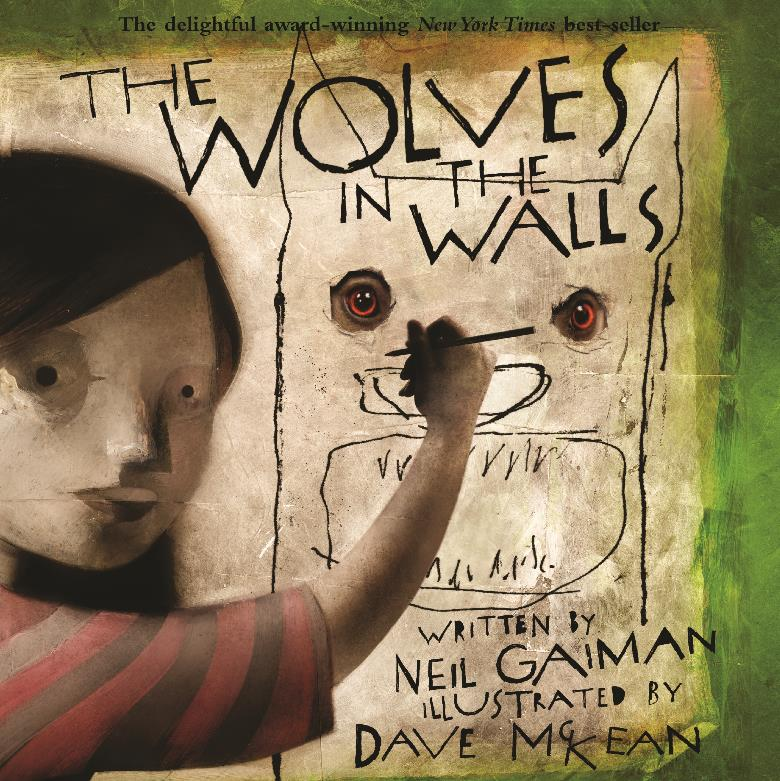 The delightful award-winning New York Times best-seller
THE
WOLVES
IN THE
WALLS
WRITTEN BY
NEIL GAIMAN
ILLUSTRATED BY
DAVE McKEAN